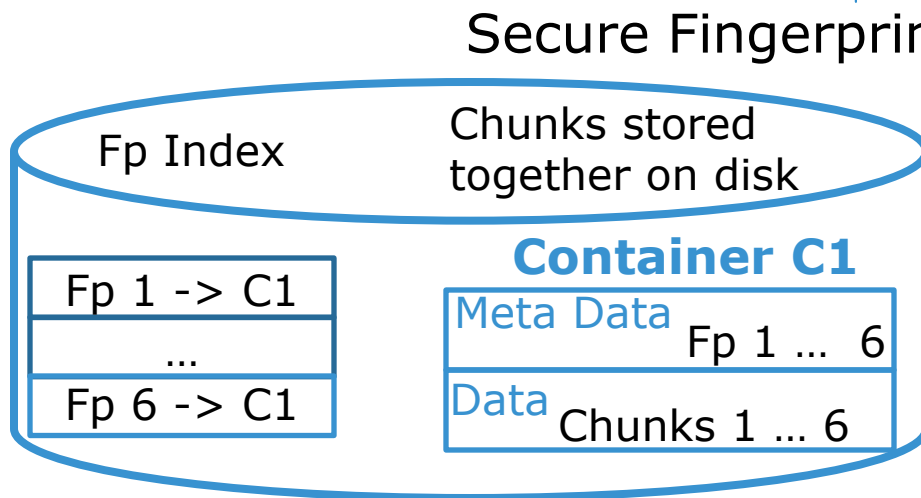 Secure Fingerprin
Fp Index
Chunks stored
together on disk
Container C1
Fp 1 -> C1
...
Fp 6 -> C1
Meta Data
Fp 1 ... 6
Data
Chunks 1 ... 6